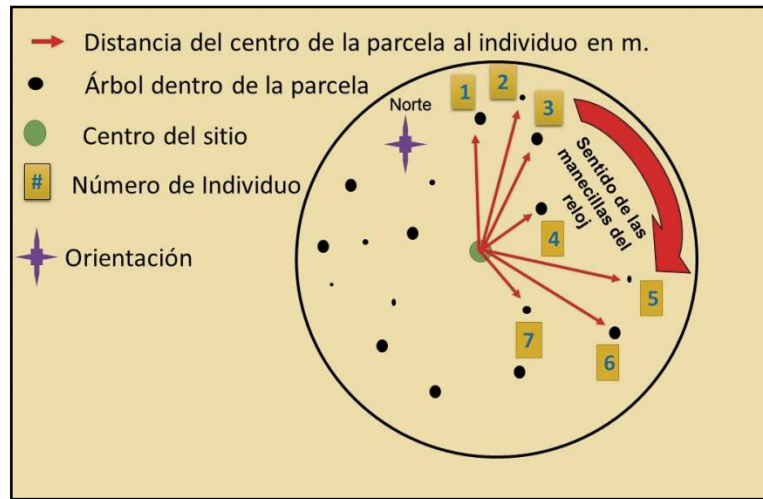 Distancia del centro de la parcela al individuo en m.
Árbol dentro de la parcela
Centro del sitio
# Número de Individuo
Orientación
Norte
1
2
3
4
5
6
7
Sentido de las
manecillas del
reloj